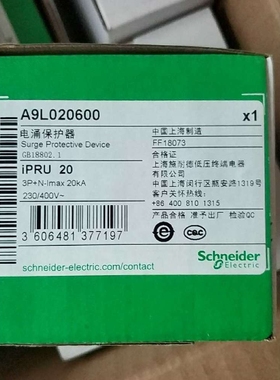 A9L020600
x1
电涌保护器
Surge Protective Device
GB18802.1
iPRU 20
3P+N-Imax 20kA
230/400V~
3 606481 377197
schneider-electric.com/contact
中国上海制造
FF18073
合格证
上海施耐德低压终端电器
有限公司
中国上海闵行区颛安路1319号
客户关怀热线:
+86 400 810 1315
产品合格 准予出厂 检验QC
Schneider
Electric